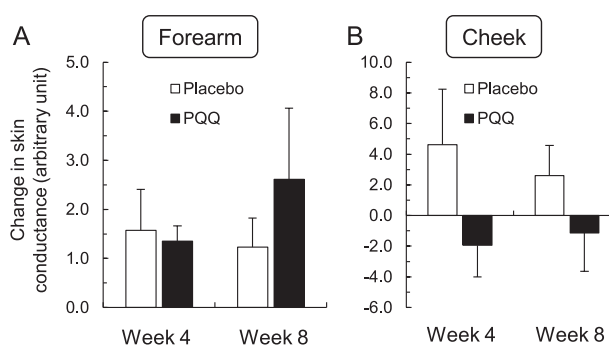 A
Forearm
Change in skin
conductance (arbitrary unit)
5.0
4.0
3.0
2.0
1.0
0.0
Placebo
PQQ
Week 4
Week 8
B
Cheek
10.0
8.0
6.0
4.0
2.0
0.0
-2.0
-4.0
-6.0
Placebo
PQQ
Week 4
Week 8